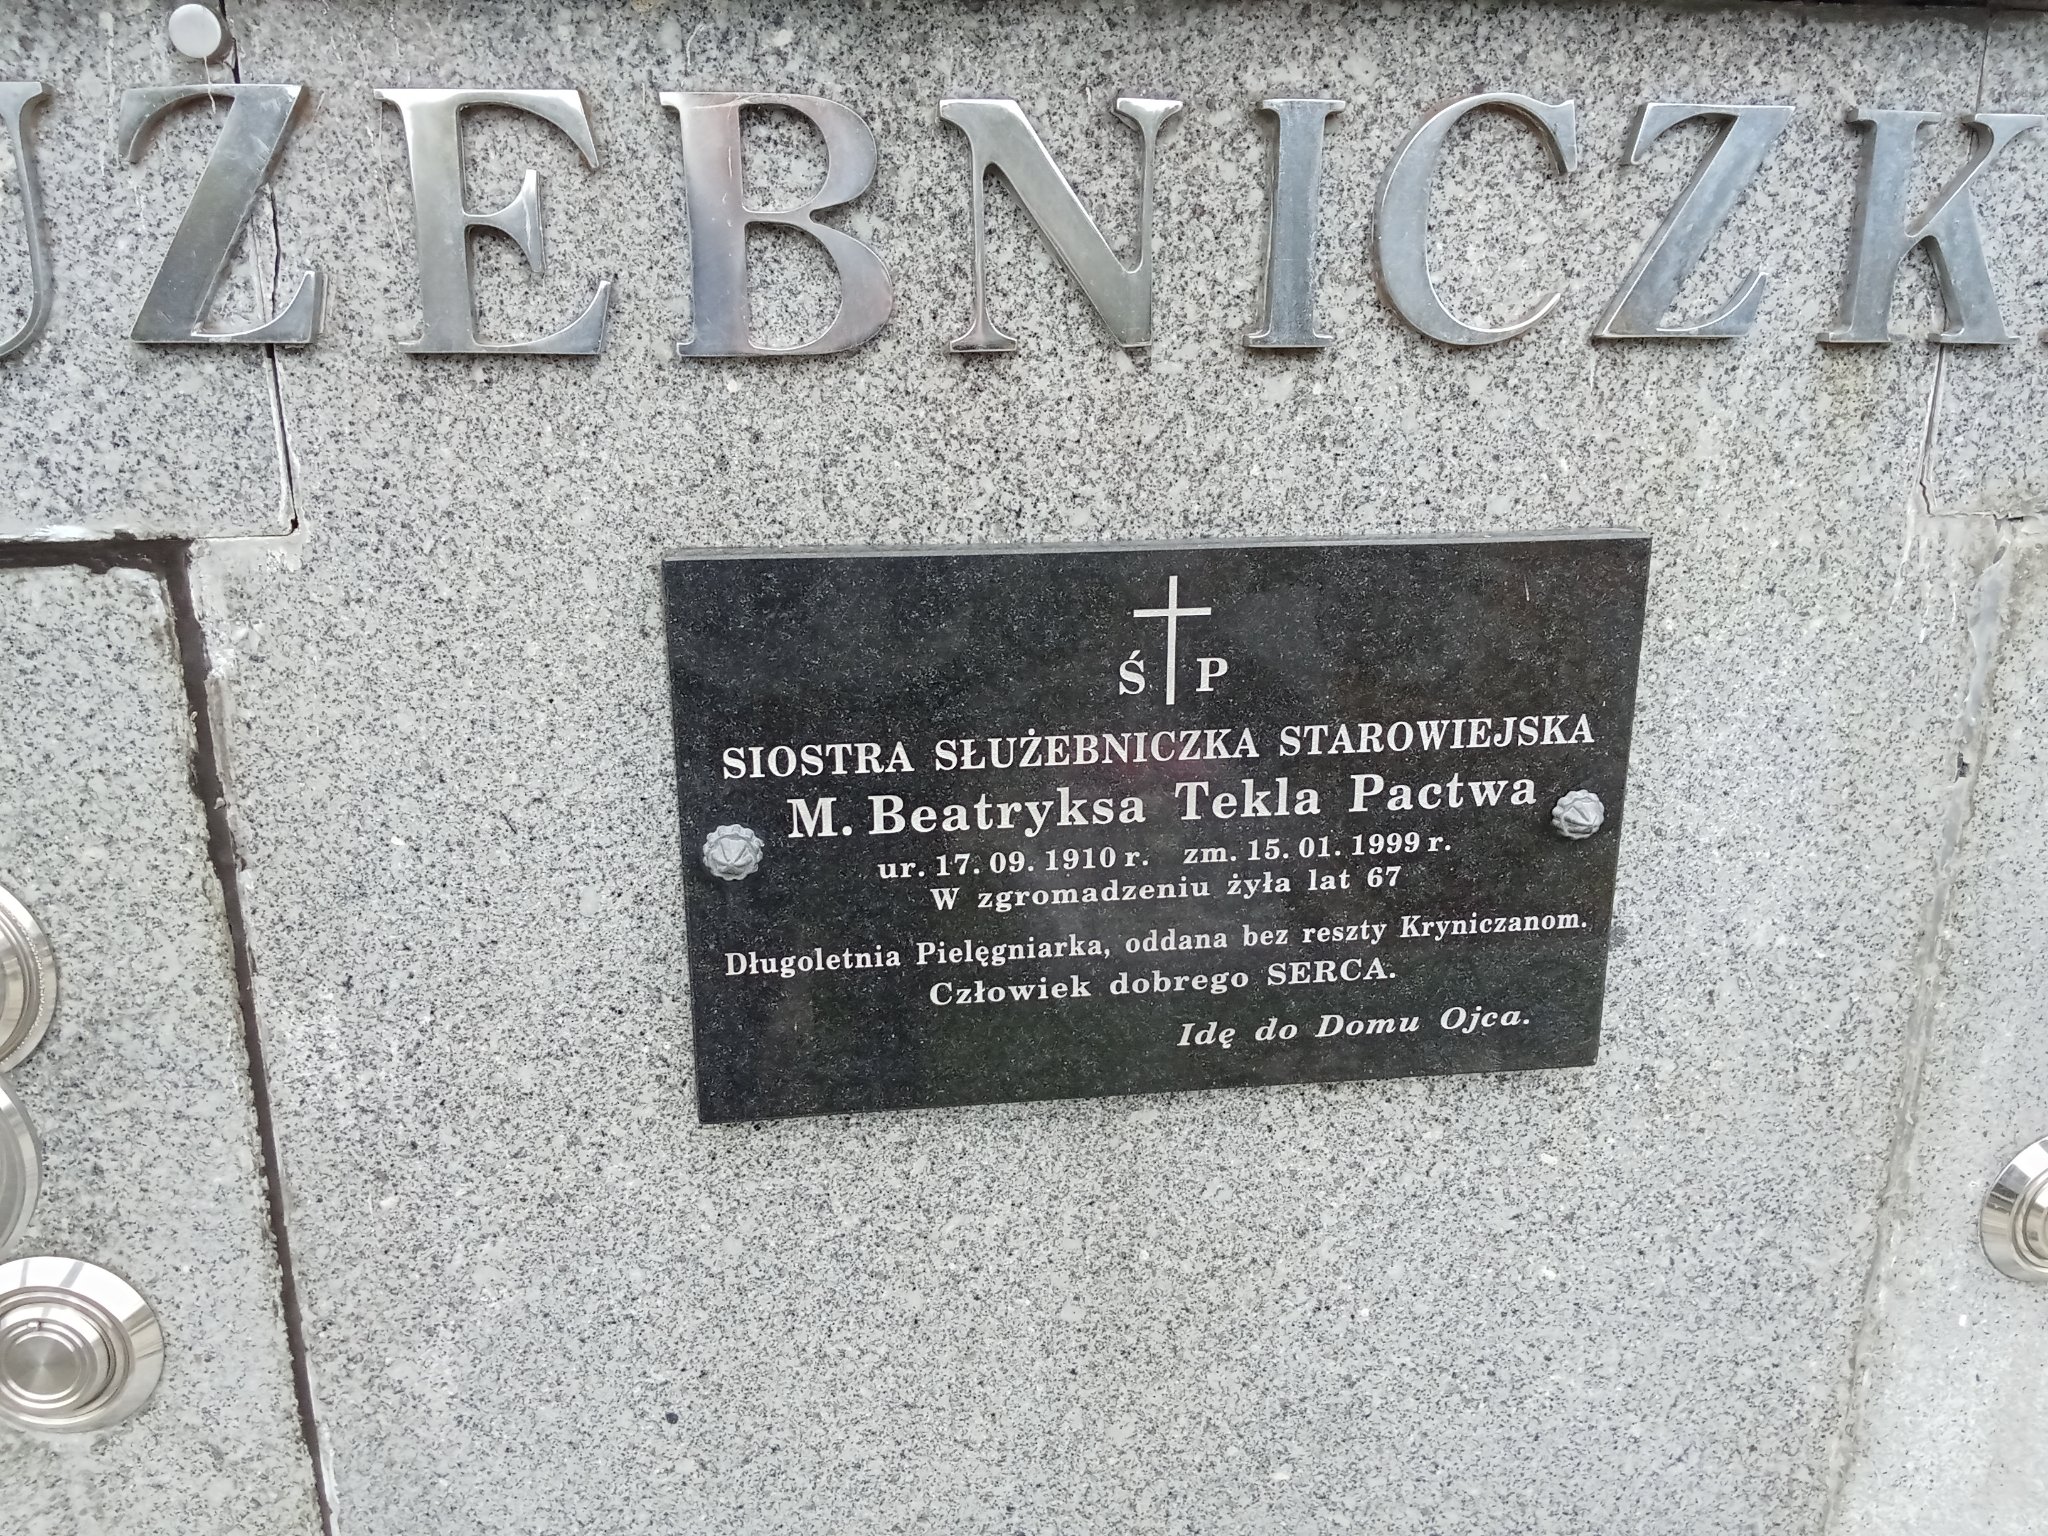 UŻEBNICZK
Ś P
SIOSTRA SŁUŻEBNICZKA STAROWIEJSKA
M. Beatryksa Tekla Pactwa
ur. 17. 09. 1910 r. zm. 15. 01. 1999 r.
W zgromadzeniu żyła lat 67
Długoletnia Pielęgniarka, oddana bez reszty Kryniczanom.
Człowiek dobrego SERCA.
Idę do Domu Ojca.